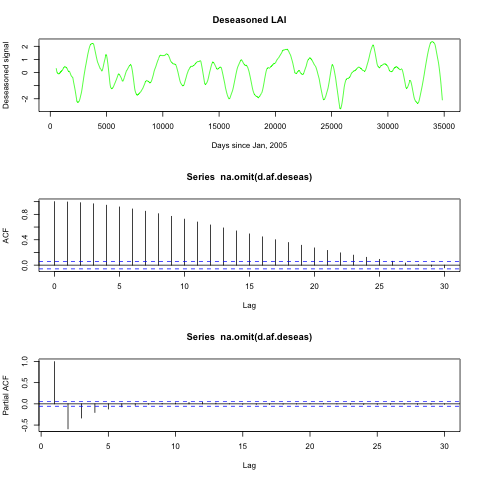 Deseasoned LAI
Deseasoned signal
2
1
0
-2
0 5000 10000 15000 20000 25000 30000 35000
Days since Jan, 2005
Series na.omit(d.af.deseas)
ACF
0.8
0.4
0.0
0 5 10 15 20 25 30
Lag
Series na.omit(d.af.deseas)
Partial ACF
1.0
0.5
0.0
-0.5
0 5 10 15 20 25 30
Lag